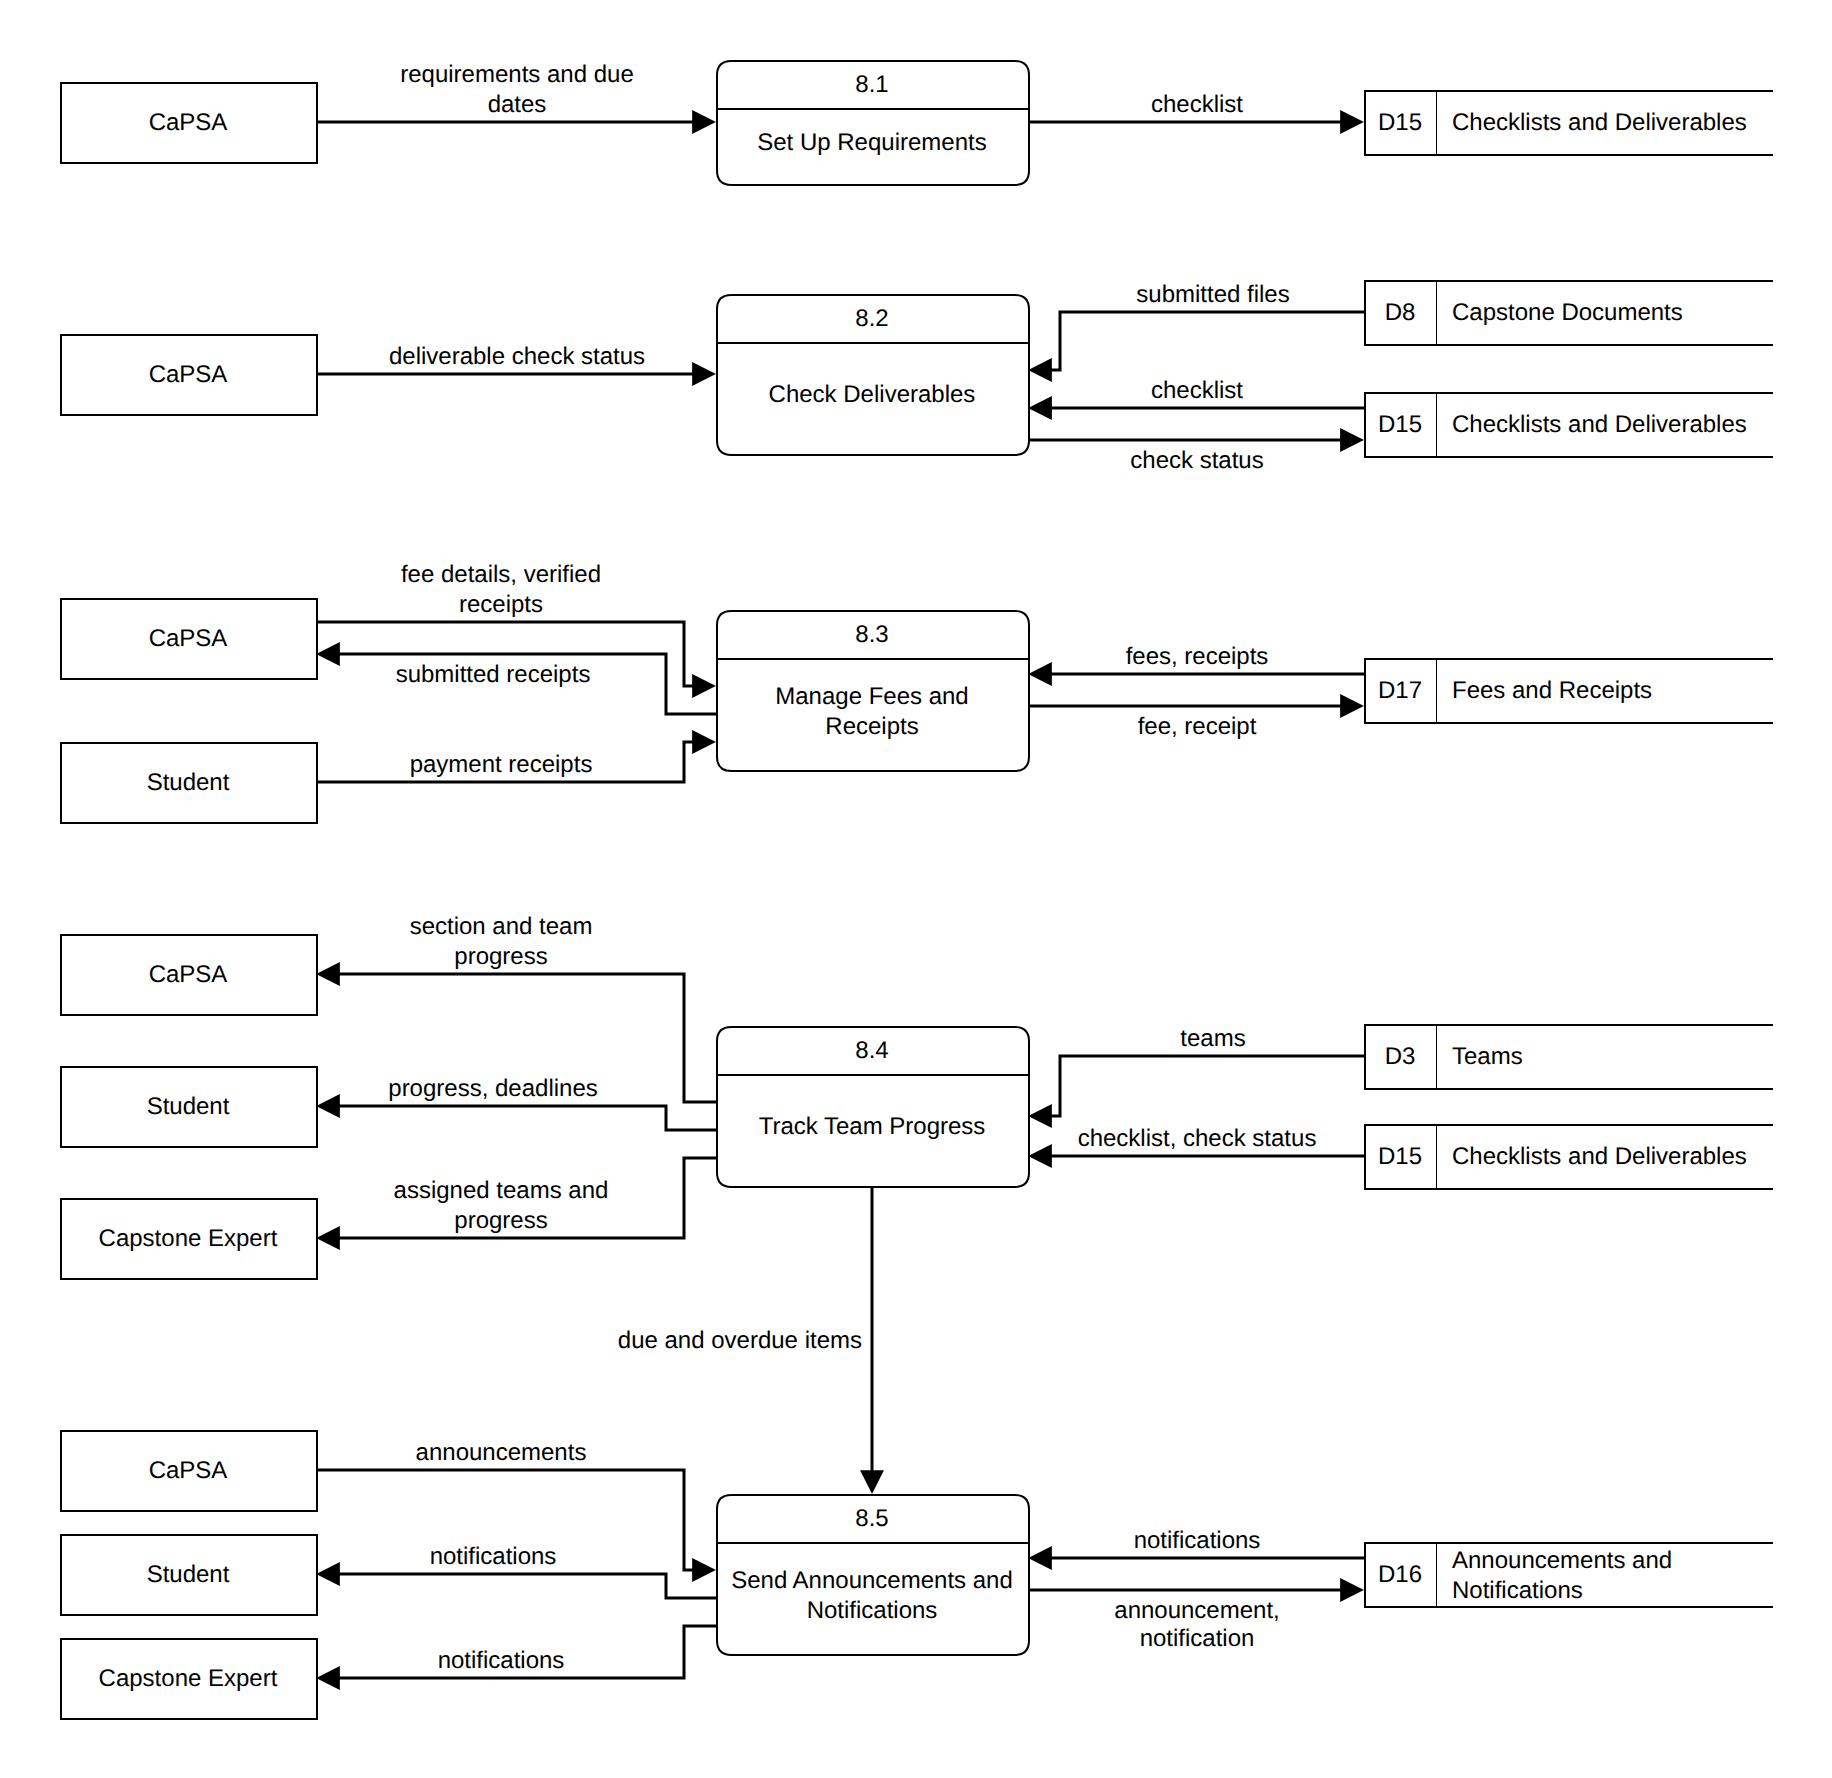 requirements and due
dates
CaPSA
8.1
Set Up Requirements
checklist
D15
Checklists and Deliverables
CaPSA
deliverable check status
8.2
Check Deliverables
submitted files
D8
Capstone Documents
checklist
D15
Checklists and Deliverables
check status
fee details, verified
receipts
CaPSA
submitted receipts
8.3
Manage Fees and
Receipts
fees, receipts
D17
Fees and Receipts
fee, receipt
Student
payment receipts
section and team
progress
CaPSA
Student
progress, deadlines
8.4
Track Team Progress
teams
D3
Teams
checklist, check status
D15
Checklists and Deliverables
assigned teams and
progress
Capstone Expert
due and overdue items
CaPSA
announcements
Student
notifications
8.5
Send Announcements and
Notifications
notifications
D16
Announcements and
Notifications
announcement,
notification
Capstone Expert
notifications